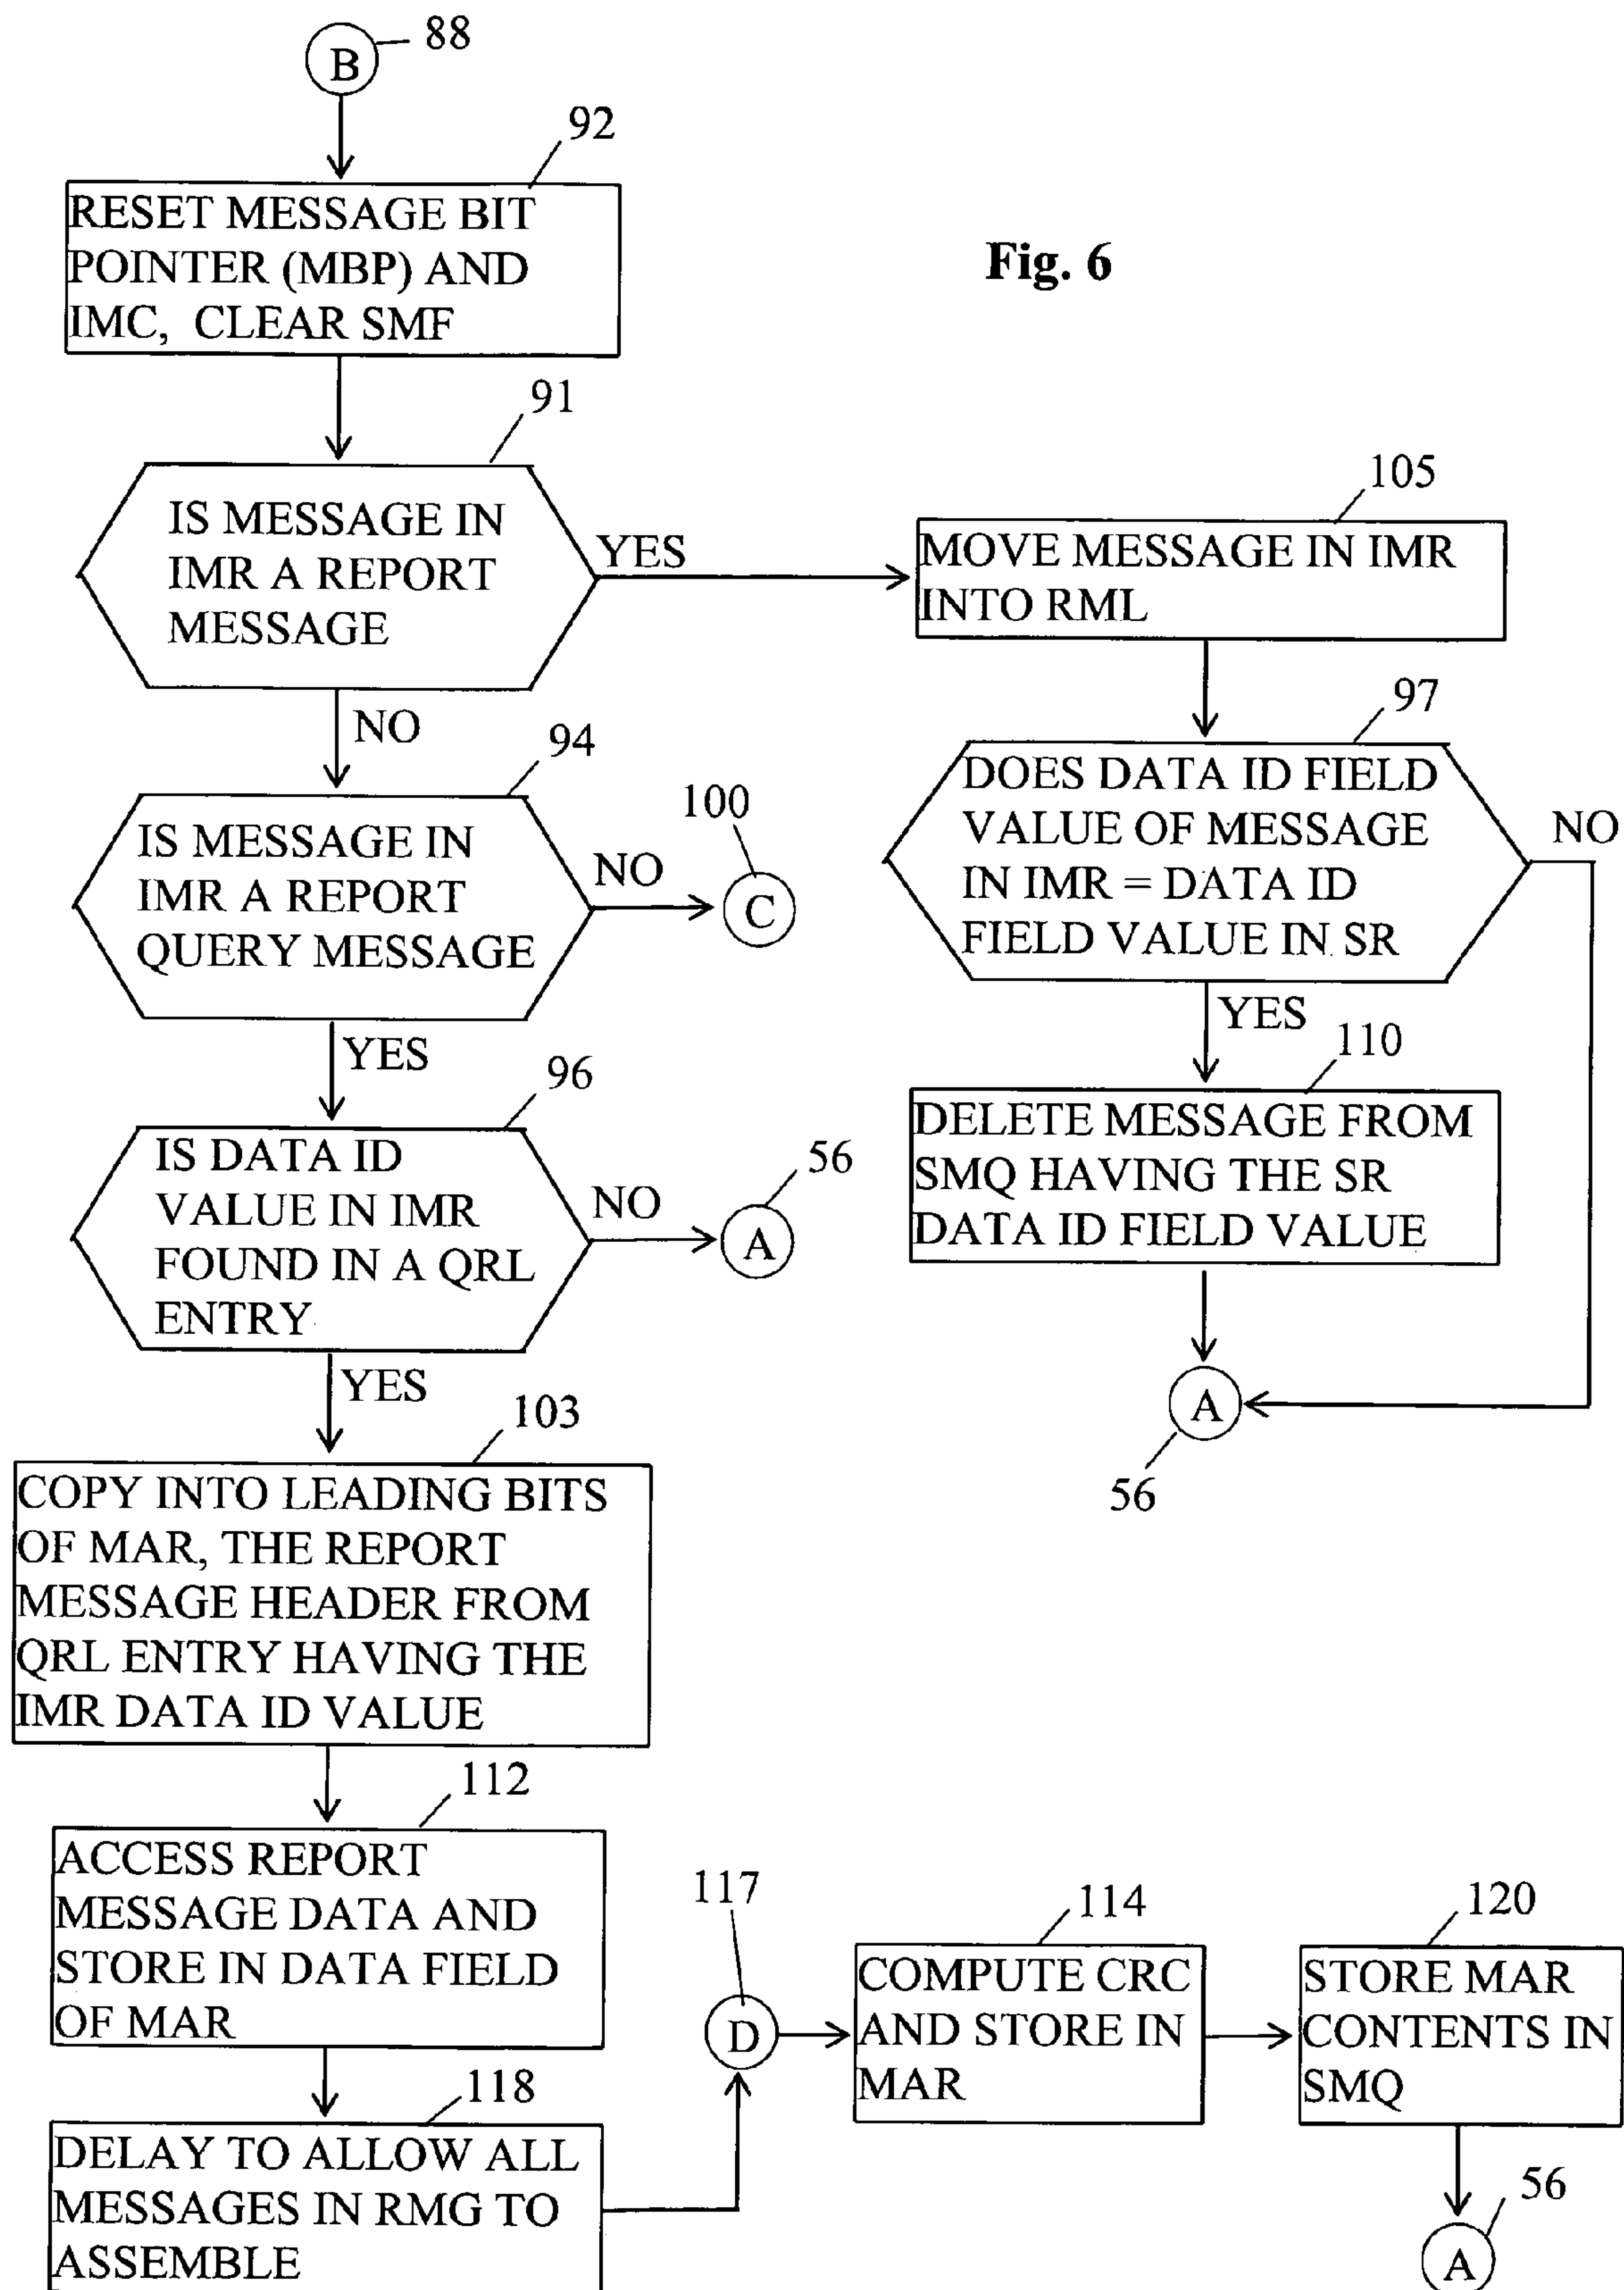 88
B
92
RESET MESSAGE BIT
POINTER (MBP) AND
IMC, CLEAR SMF
Fig. 6
91
IS MESSAGE IN
IMR A REPORT
MESSAGE
YES
NO
105
MOVE MESSAGE IN IMR
INTO RML
97
DOES DATA ID FIELD
VALUE OF MESSAGE
IN IMR = DATA ID
FIELD VALUE IN SR
NO
YES
110
DELETE MESSAGE FROM
SMQ HAVING THE SR
DATA ID FIELD VALUE
A
56
94
IS MESSAGE IN
IMR A REPORT
QUERY MESSAGE
NO
100
C
YES
96
IS DATA ID
VALUE IN IMR
FOUND IN A QRL
ENTRY
NO
56
A
YES
103
COPY INTO LEADING BITS
OF MAR, THE REPORT
MESSAGE HEADER FROM
QRL ENTRY HAVING THE
IMR DATA ID VALUE
112
ACCESS REPORT
MESSAGE DATA AND
STORE IN DATA FIELD
OF MAR
118
DELAY TO ALLOW ALL
MESSAGES IN RMG TO
ASSEMBLE
117
D
114
COMPUTE CRC
AND STORE IN
MAR
120
STORE MAR
CONTENTS IN
SMQ
56
A